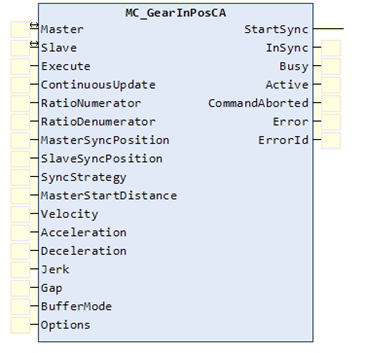 MC_GearInPosCA
Master StartSync
Slave InSync
Execute Busy
ContinuousUpdate Active
RatioNumerator CommandAborted
RatioDenumerator Error
MasterSyncPosition ErrorId
SlaveSyncPosition
SyncStrategy
MasterStartDistance
Velocity
Acceleration
Deceleration
Jerk
Gap
BufferMode
Options